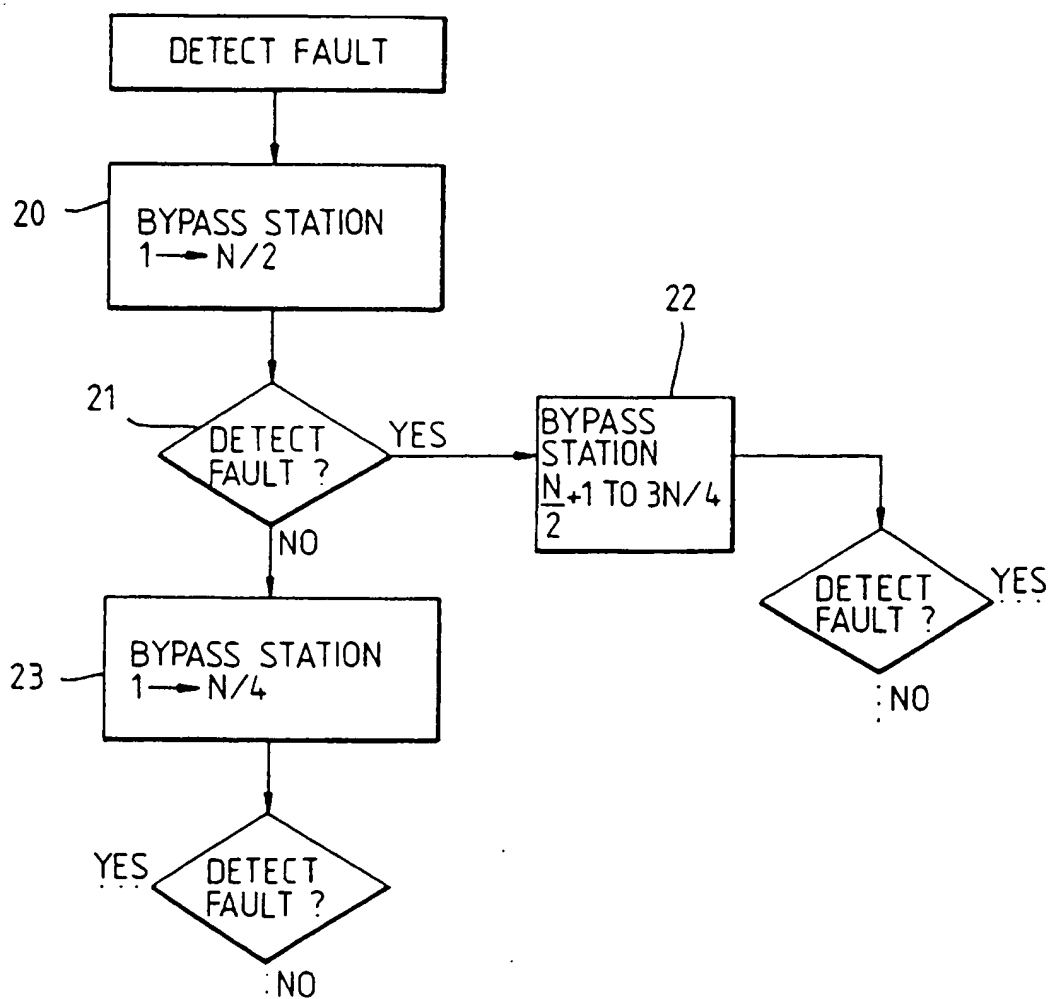 DETECT FAULT
20
BYPASS STATION
1→N/2
22
21
DETECT
FAULT ?
YES
BYPASS
STATION
N/2+1 TO 3N/4
NO
DETECT
FAULT ?
YES
NO
23
BYPASS STATION
1→N/4
YES
DETECT
FAULT ?
NO